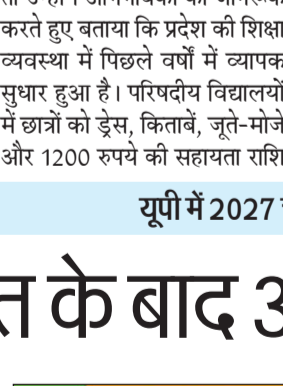 करते हुए बताया कि प्रदेश की शिक्षा
व्यवस्था में पिछले वर्षों में व्यापक
सुधार हुआ है। परिषदीय विद्यालयों
में छात्रों को ड्रेस, किताबें, जूते-मोजे
और 1200 रुपये की सहायता राशि
यूपी में 2027
के बाद